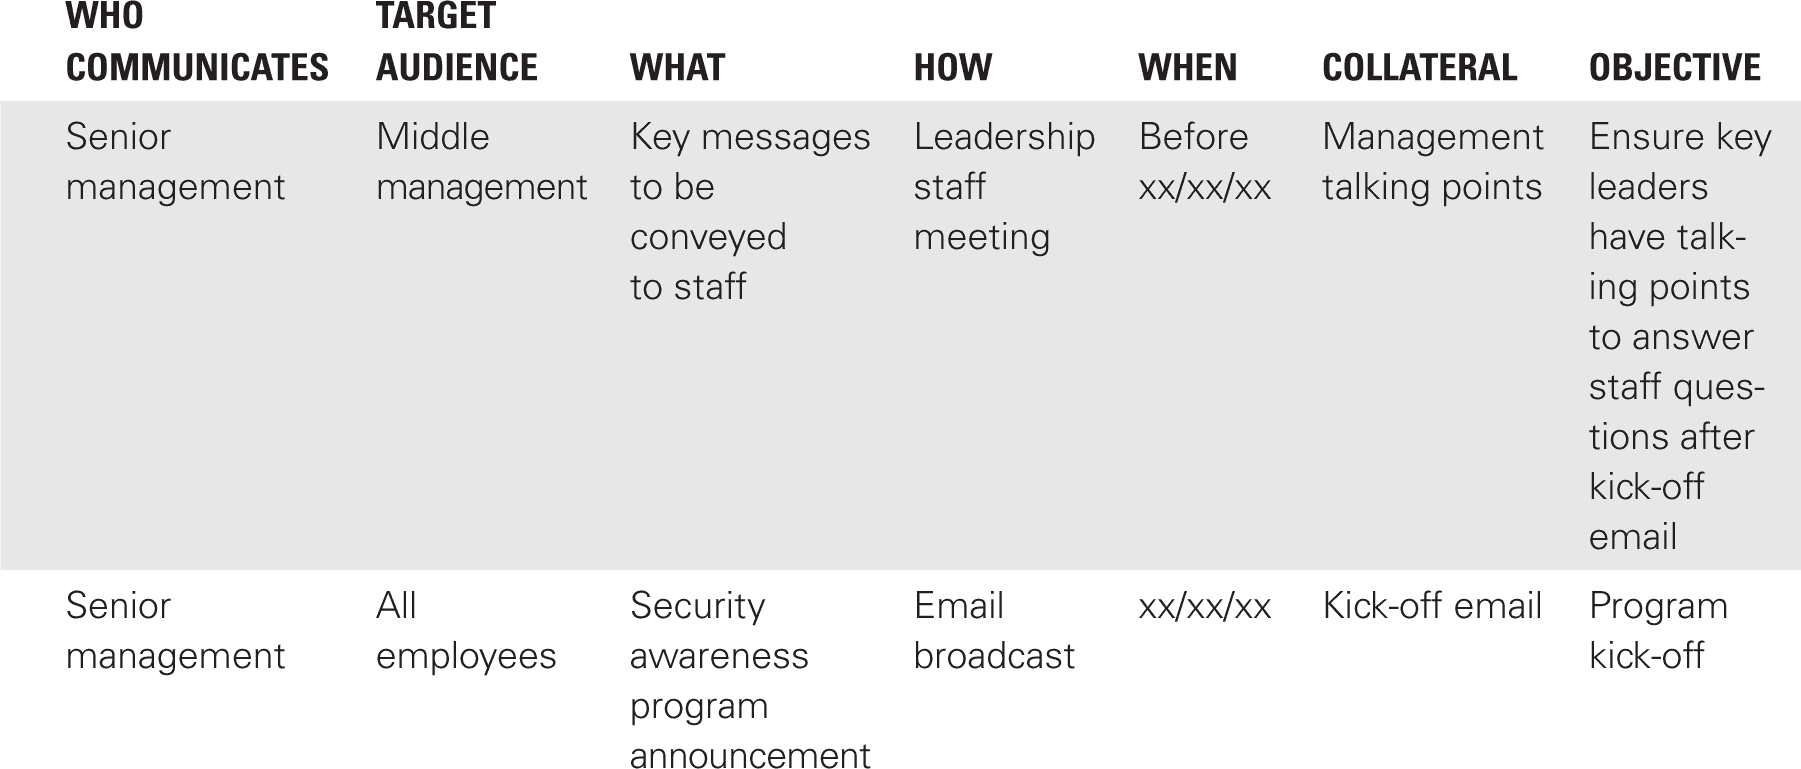 WHO COMMUNICATES
TARGET AUDIENCE
WHAT
HOW
WHEN
COLLATERAL
OBJECTIVE
Senior
management
Middle
management
Key messages
to be
conveyed
to staff
Leadership
staff
meeting
Before
xx/xx/xx
Management
talking points
Ensure key
leaders
have talk-
ing points
to answer
staff ques-
tions after
kick-off
email
Senior
management
All
employees
Security
awareness
program
announcement
Email
broadcast
xx/xx/xx
Kick-off email
Program
kick-off